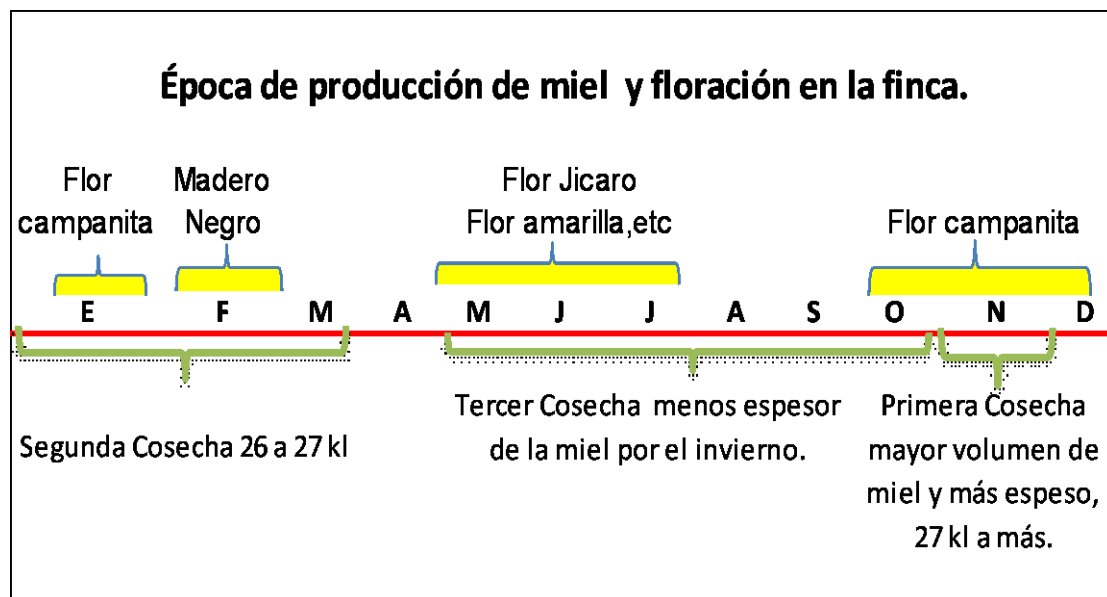 Época de producción de miel y floración en la finca.
Flor
campanita
Madero
Negro
Flor Jicaro
Flor amarilla,etc
Flor campanita
E F M A M J J A S O N D
Segunda Cosecha 26 a 27 kl
Tercer Cosecha menos espesor
de la miel por el invierno.
Primera Cosecha
mayor volumen de
miel y más espeso,
27 kl a más.